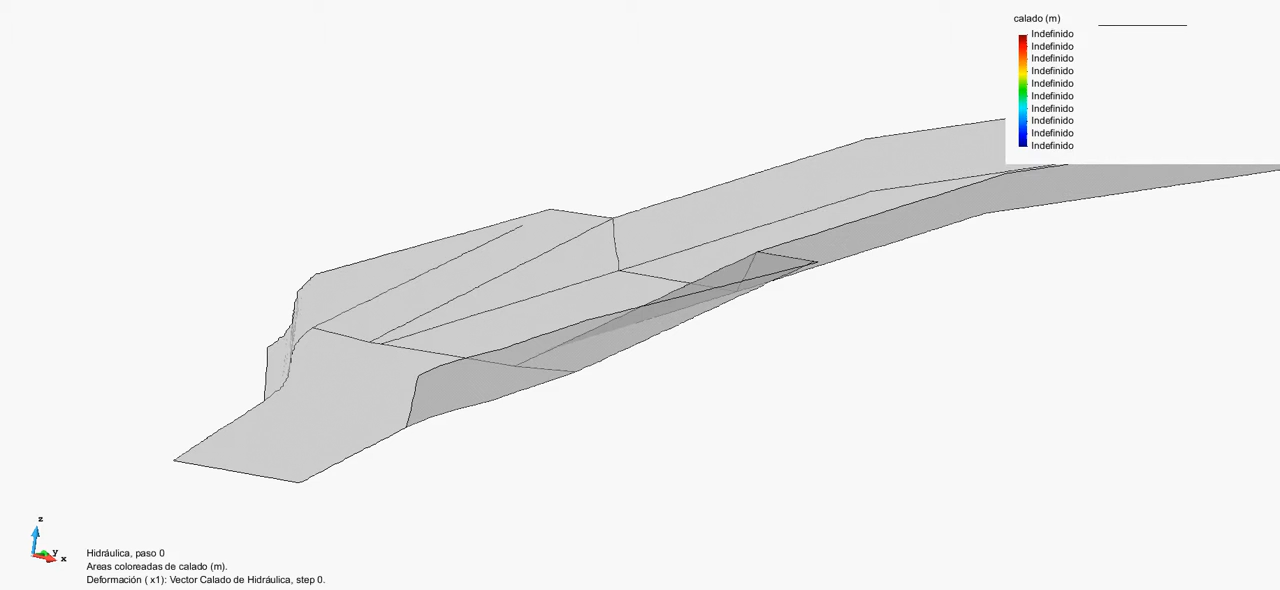 calado (m)
Indefinido
Indefinido
Indefinido
Indefinido
Indefinido
Indefinido
Indefinido
Indefinido
Indefinido
Indefinido
z
y
x
Hidráulica, paso 0
Areas coloreadas de calado (m).
Deformación ( x1): Vector Calado de Hidráulica, step 0.